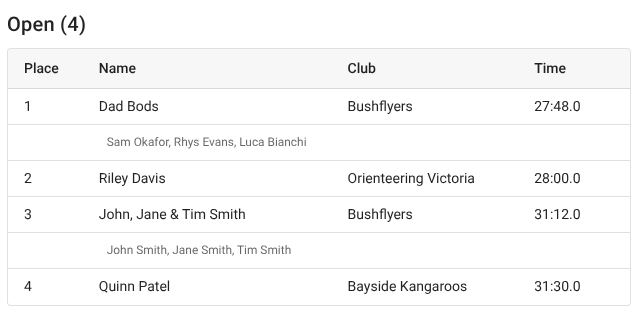 Open (4)
Place Name Club Time
1 Dad Bods Bushflyers 27:48.0
Sam Okafor, Rhys Evans, Luca Bianchi
2 Riley Davis Orienteering Victoria 28:00.0
3 John, Jane & Tim Smith Bushflyers 31:12.0
John Smith, Jane Smith, Tim Smith
4 Quinn Patel Bayside Kangaroos 31:30.0